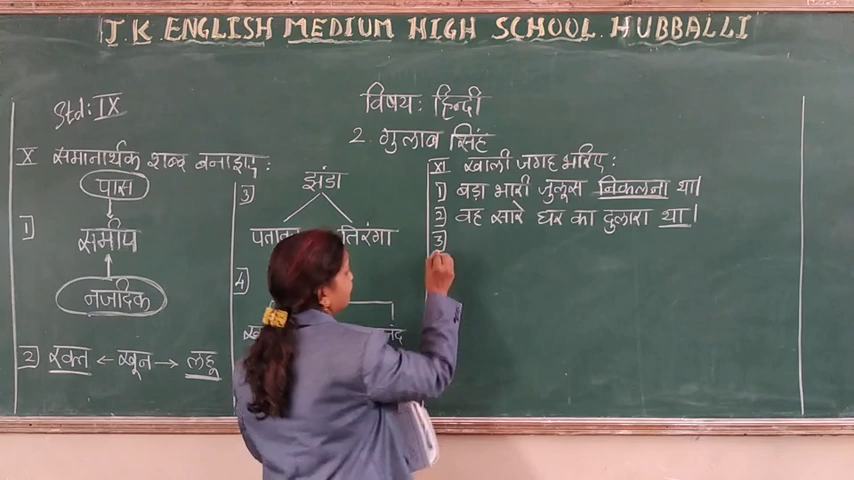 J.K. ENGLISH MEDIUM HIGH SCHOOL. HUBBALLI
Std: IX
विषय: हिन्दी
2. गुलाब सिंह
X समानार्थक शब्द बनाइए:
पास
1) समीप
नजदिक
2) रक्त ← खून → लहू
3) झंडा
तिरंगा
4)
XI खाली जगह भरिए:
1) बड़ा भारी जुलूस निकलना था।
2) वह सारे घर का दुलारा था।
3)